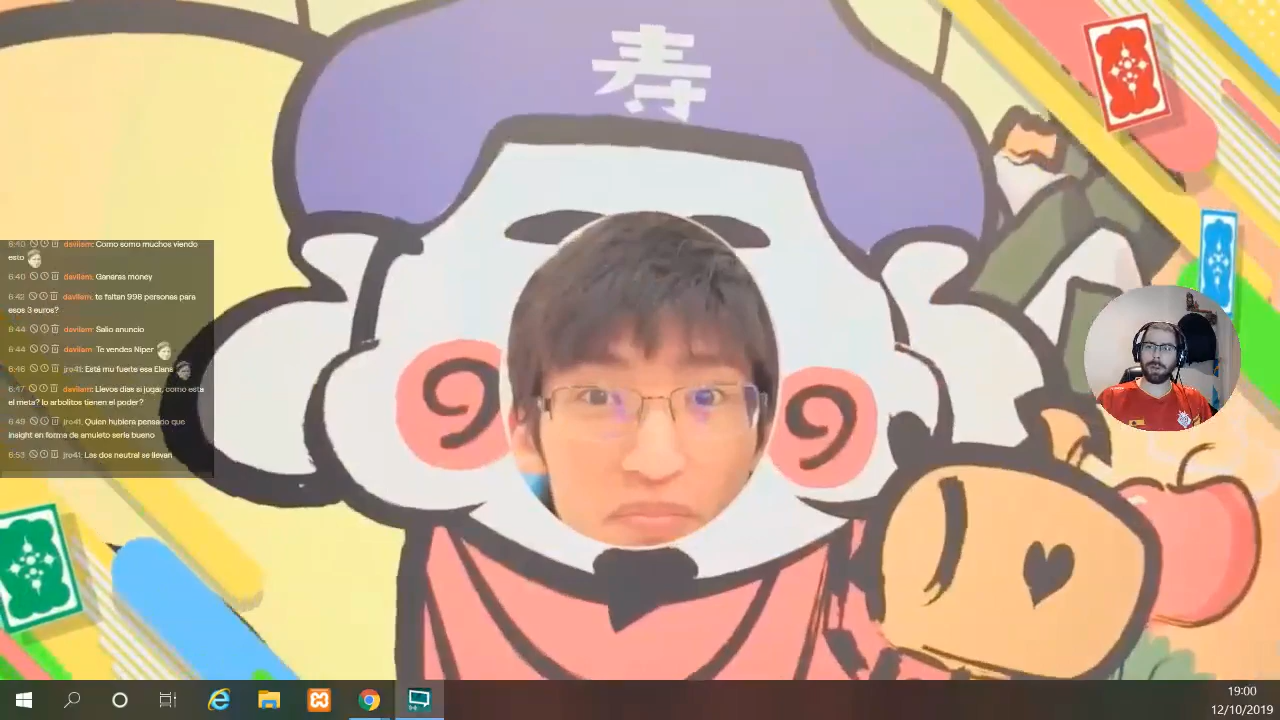 寿
6:40 davilam: Como somo muchos viendo
esto
6:40 davilam: Ganaras money
6:42 davilam: te faltan 998 personas para
esos 3 euros?
6:44 davilam: Salio anuncio
6:44 davilam: Te vendes Niper
6:46 jro41: Está mu fuerte esa Elans
6:47 davilam: Llevos dias si jugar, como esta
el meta? lo arbolitos tienen el poder?
6:49 jro41: Quien hubiera pensado que
insight en forma de amuleto seria bueno
6:53 jro41: Las dos neutral se llevan
19:00
12/10/2019